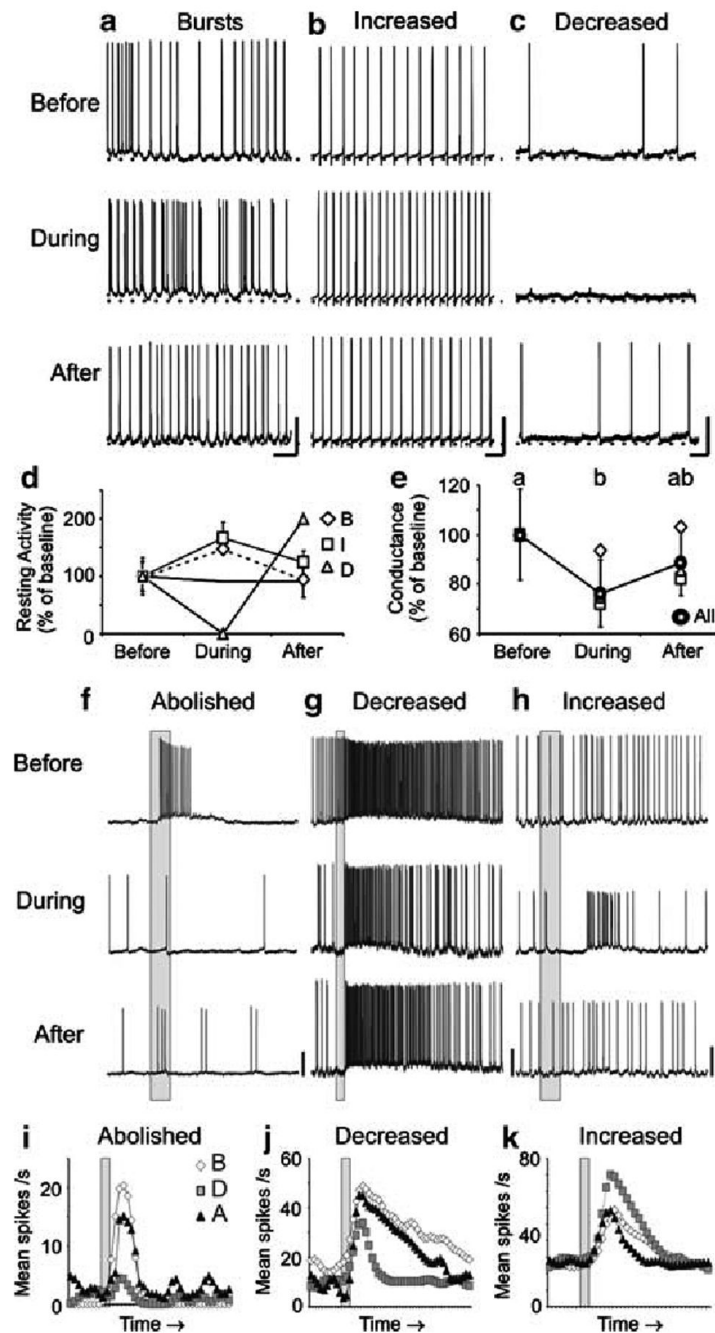 a Bursts b Increased c Decreased
Before
During
After
d
Resting Activity
(% of baseline)
200
100
0
Before During After
B
I
D
e
a b ab
Conductance
(% of baseline)
120
100
80
60
Before During After
All
f Abolished g Decreased h Increased
Before
During
After
i Abolished
Mean spikes /s
20
10
0
B
D
A
Time →
j Decreased
Mean spikes /s
60
40
20
0
Time →
k Increased
Mean spikes /s
80
40
0
Time →